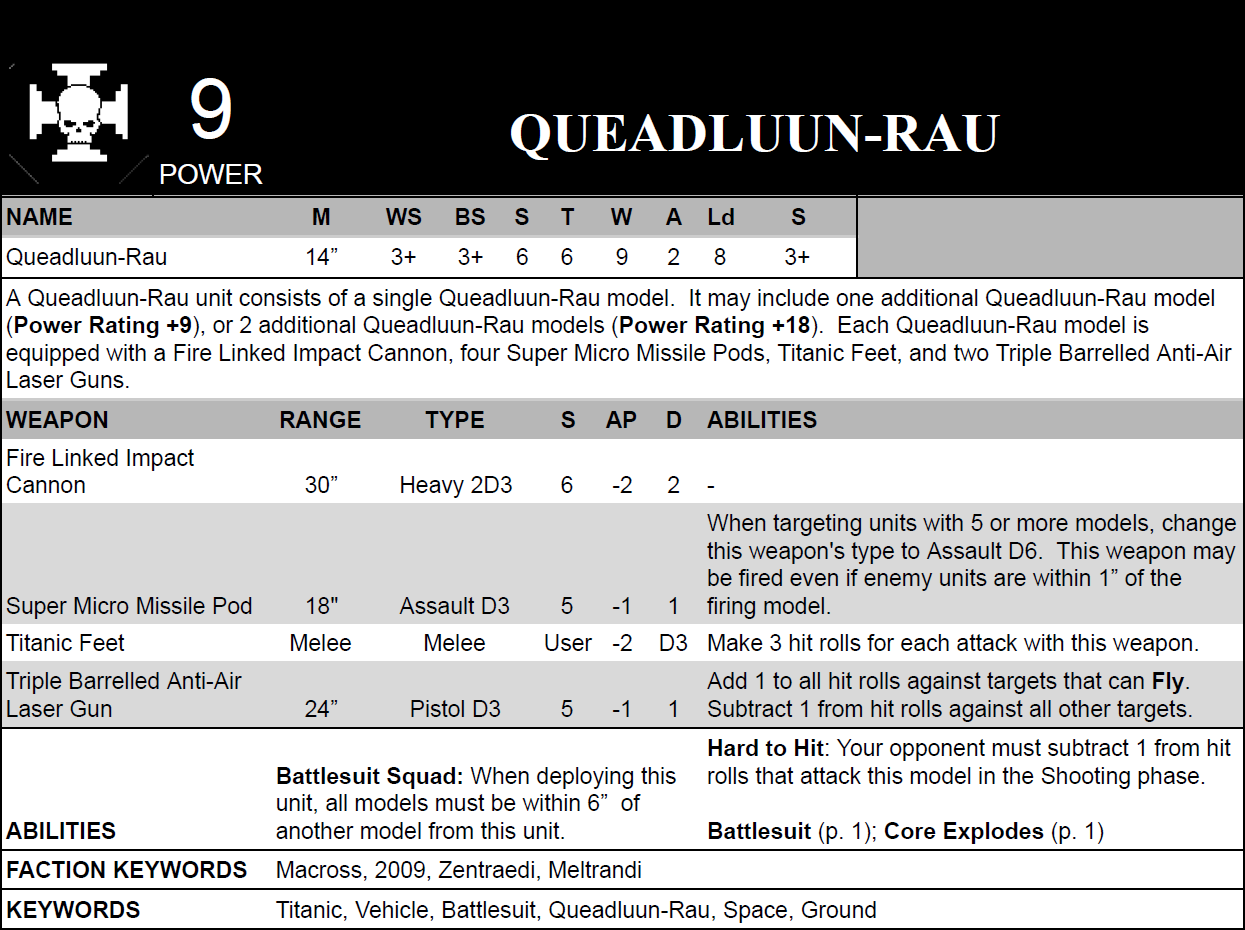 9
POWER
QUEADLUUN-RAU
NAME M WS BS S T W A Ld S
Queadluun-Rau 14” 3+ 3+ 6 6 9 2 8 3+
A Queadluun-Rau unit consists of a single Queadluun-Rau model.  It may include one additional Queadluun-Rau model
(Power Rating +9), or 2 additional Queadluun-Rau models (Power Rating +18).  Each Queadluun-Rau model is
equipped with a Fire Linked Impact Cannon, four Super Micro Missile Pods, Titanic Feet, and two Triple Barrelled Anti-Air
Laser Guns.
WEAPON RANGE TYPE S AP D ABILITIES
Fire Linked Impact
Cannon 30” Heavy 2D3 6 -2 2 -
When targeting units with 5 or more models, change
this weapon's type to Assault D6.  This weapon may
be fired even if enemy units are within 1” of the
Super Micro Missile Pod 18" Assault D3 5 -1 1 firing model.
Titanic Feet Melee Melee User -2 D3 Make 3 hit rolls for each attack with this weapon.
Triple Barrelled Anti-Air Add 1 to all hit rolls against targets that can Fly.
Laser Gun 24” Pistol D3 5 -1 1 Subtract 1 from hit rolls against all other targets.
ABILITIES
Battlesuit Squad: When deploying this
unit, all models must be within 6”  of
another model from this unit.
Hard to Hit: Your opponent must subtract 1 from hit
rolls that attack this model in the Shooting phase.
Battlesuit (p. 1); Core Explodes (p. 1)
FACTION KEYWORDS Macross, 2009, Zentraedi, Meltrandi
KEYWORDS Titanic, Vehicle, Battlesuit, Queadluun-Rau, Space, Ground